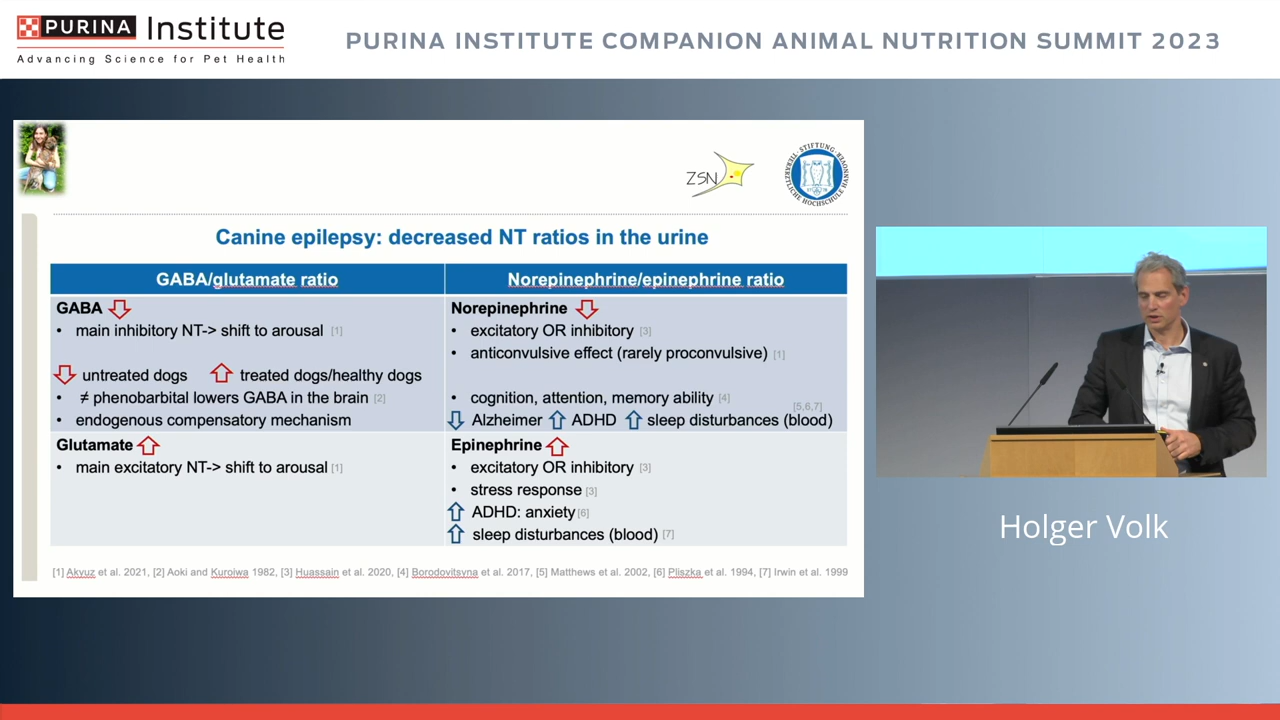 PURINA Institute
Advancing Science for Pet Health
PURINA INSTITUTE COMPANION ANIMAL NUTRITION SUMMIT 2023
ZSN
STIFTUNG TIERÄRZTLICHE HOCHSCHULE HANNOVER
Canine epilepsy: decreased NT ratios in the urine
GABA/glutamate ratio
GABA
• main inhibitory NT-> shift to arousal [1]
untreated dogs treated dogs/healthy dogs
• ≠ phenobarbital lowers GABA in the brain [2]
• endogenous compensatory mechanism
Glutamate
• main excitatory NT-> shift to arousal [1]
Norepinephrine/epinephrine ratio
Norepinephrine
• excitatory OR inhibitory [3]
• anticonvulsive effect (rarely proconvulsive) [1]
• cognition, attention, memory ability [4]
[5,6,7]
Alzheimer ADHD sleep disturbances (blood)
Epinephrine
• excitatory OR inhibitory [3]
• stress response [3]
ADHD: anxiety [6]
sleep disturbances (blood) [7]
[1] Akyuz et al. 2021, [2] Aoki and Kuroiwa 1982, [3] Huassain et al. 2020, [4] Borodovitsyna et al. 2017, [5] Matthews et al. 2002, [6] Pliszka et al. 1994, [7] Irwin et al. 1999
Holger Volk